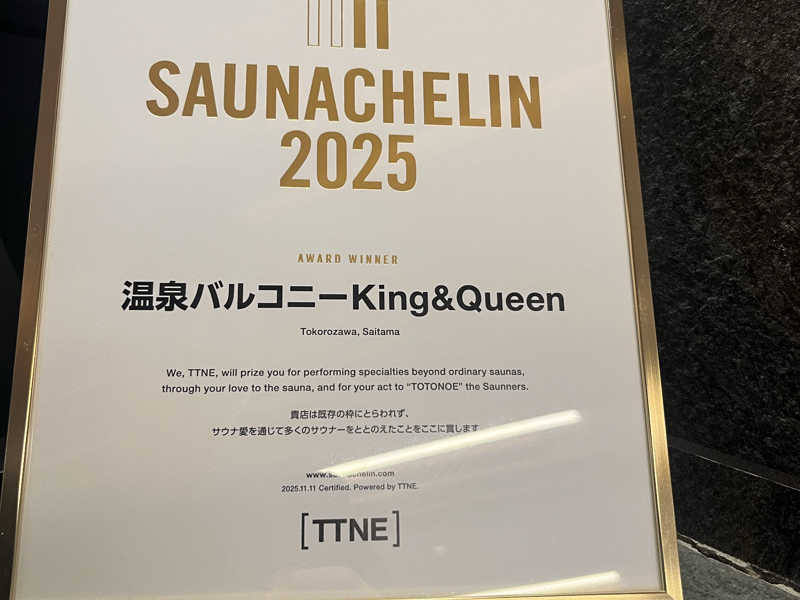 SAUNACHELIN
2025
AWARD WINNER
温泉バルコニーKing&Queen
Tokorozawa, Saitama
We, TTNE, will prize you for performing specialties beyond ordinary saunas,
through your love to the sauna, and for your act to “TOTONOE” the Saunners.
貴店は既存の枠にとらわれず、
サウナ愛を通じて多くのサウナーをととのえたことをここに賞します
2025.11.11 Certified. Powered by TTNE.
[TTNE]